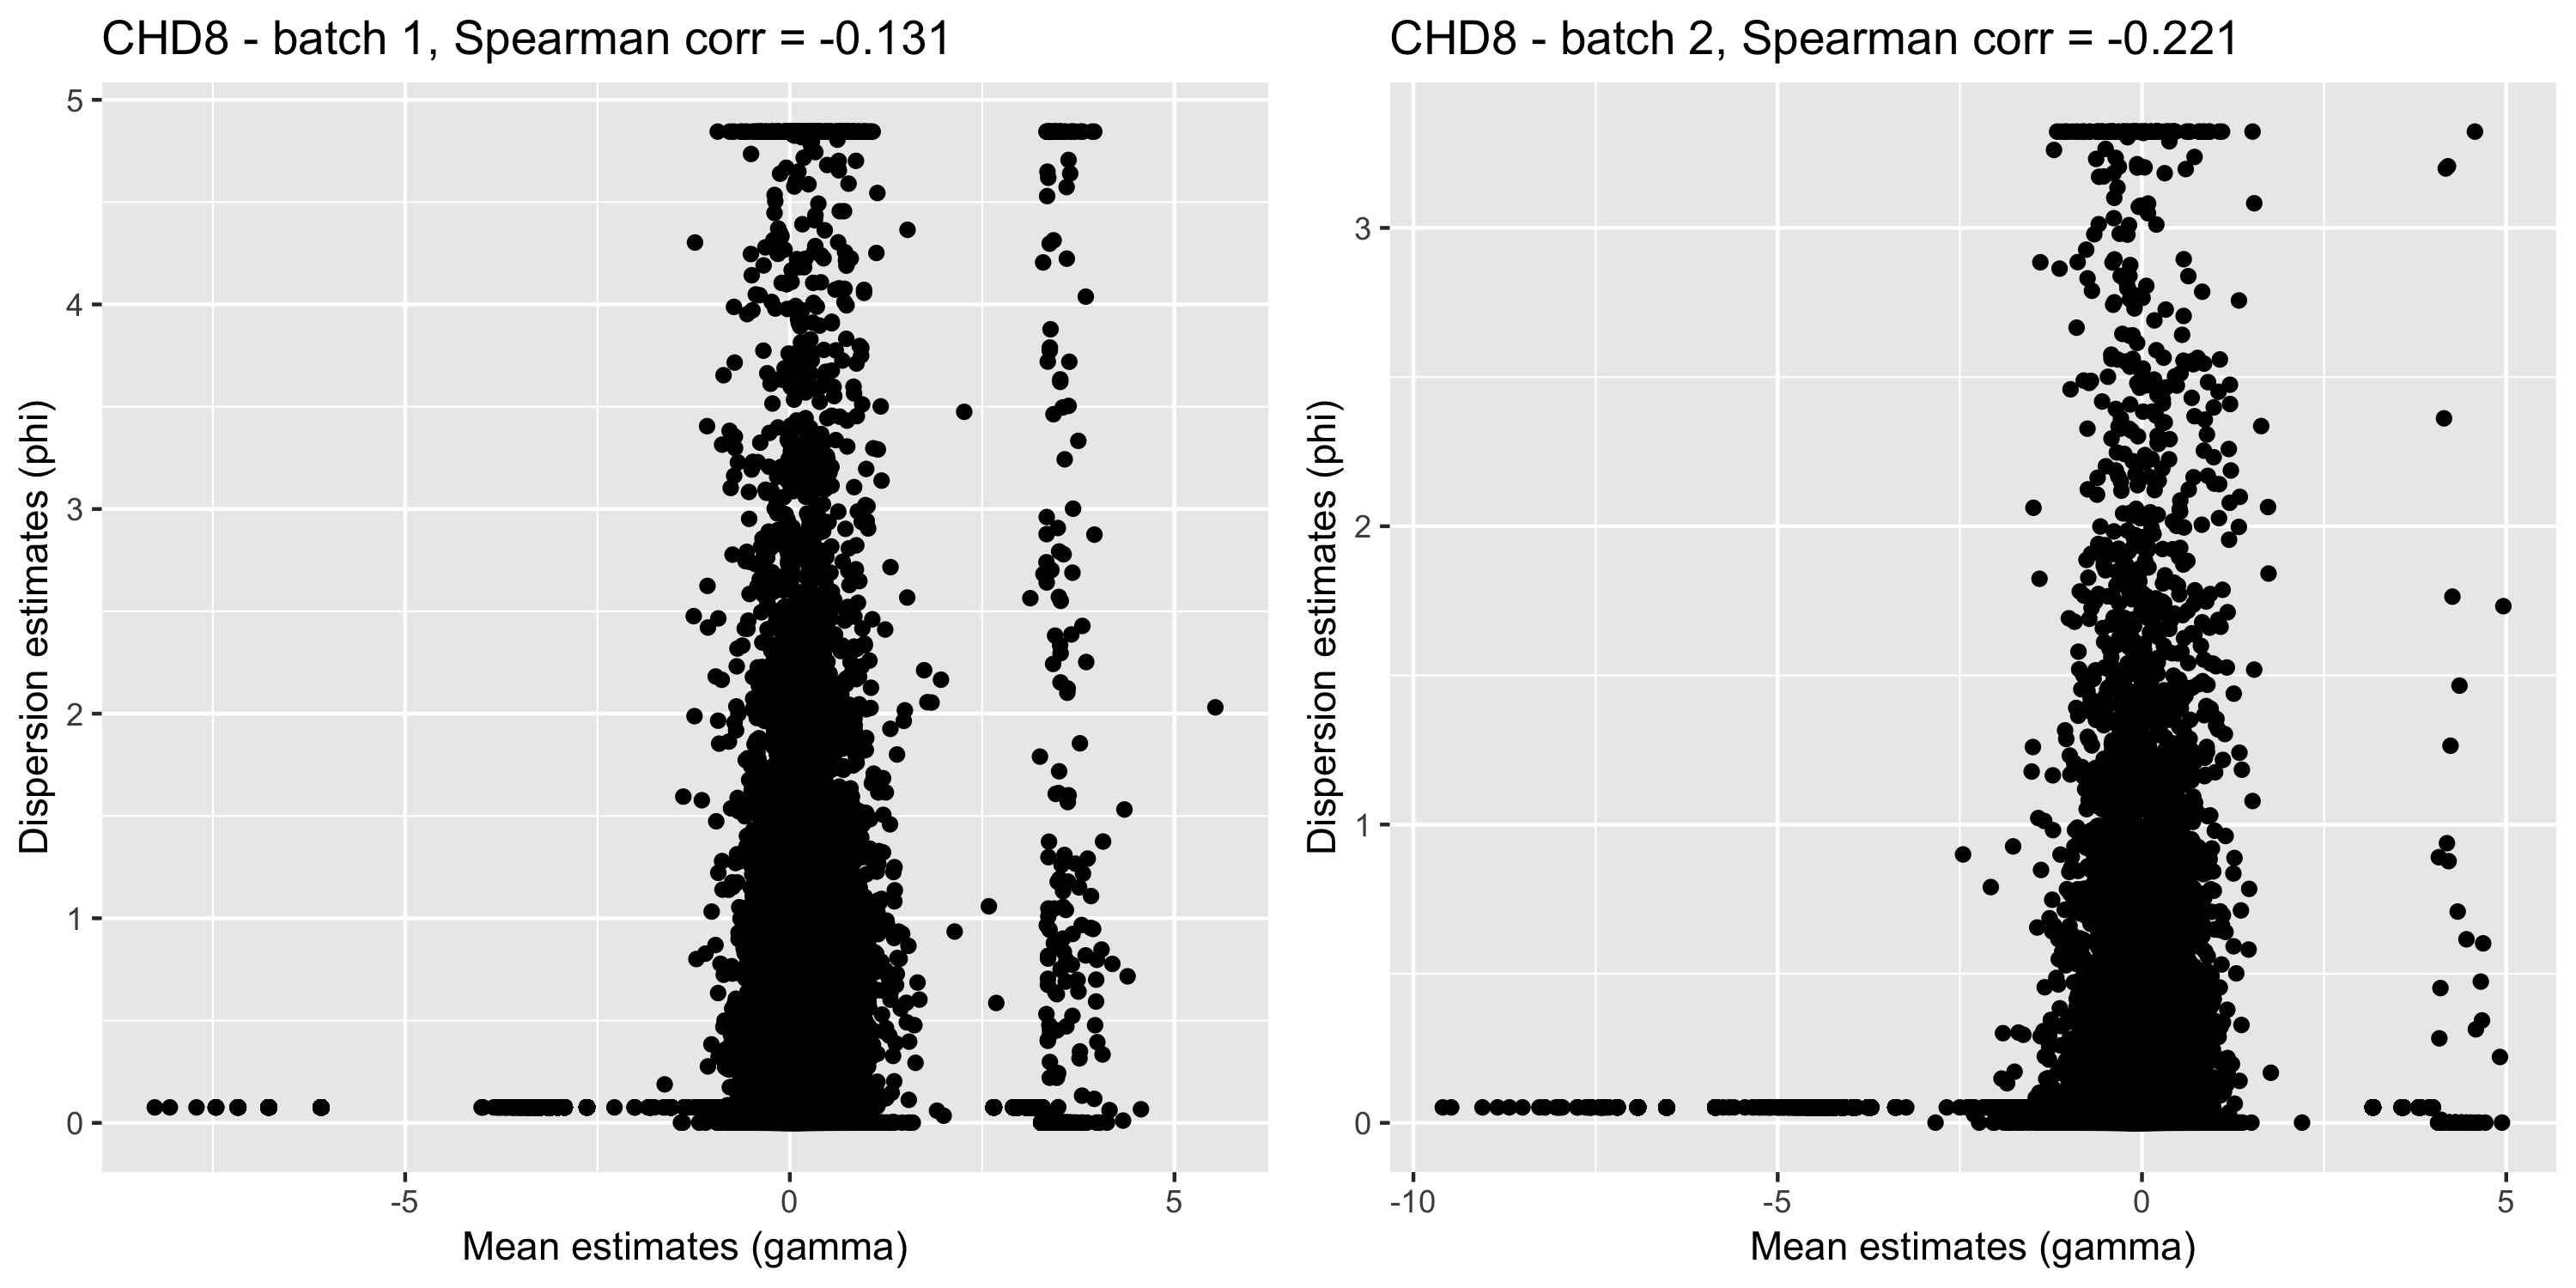 CHD8 - batch 1, Spearman corr = -0.131
5
4
3
2
1
0
Dispersion estimates (phi)
-5
0
5
Mean estimates (gamma)
CHD8 - batch 2, Spearman corr = -0.221
3
2
1
0
Dispersion estimates (phi)
-10
-5
0
5
Mean estimates (gamma)